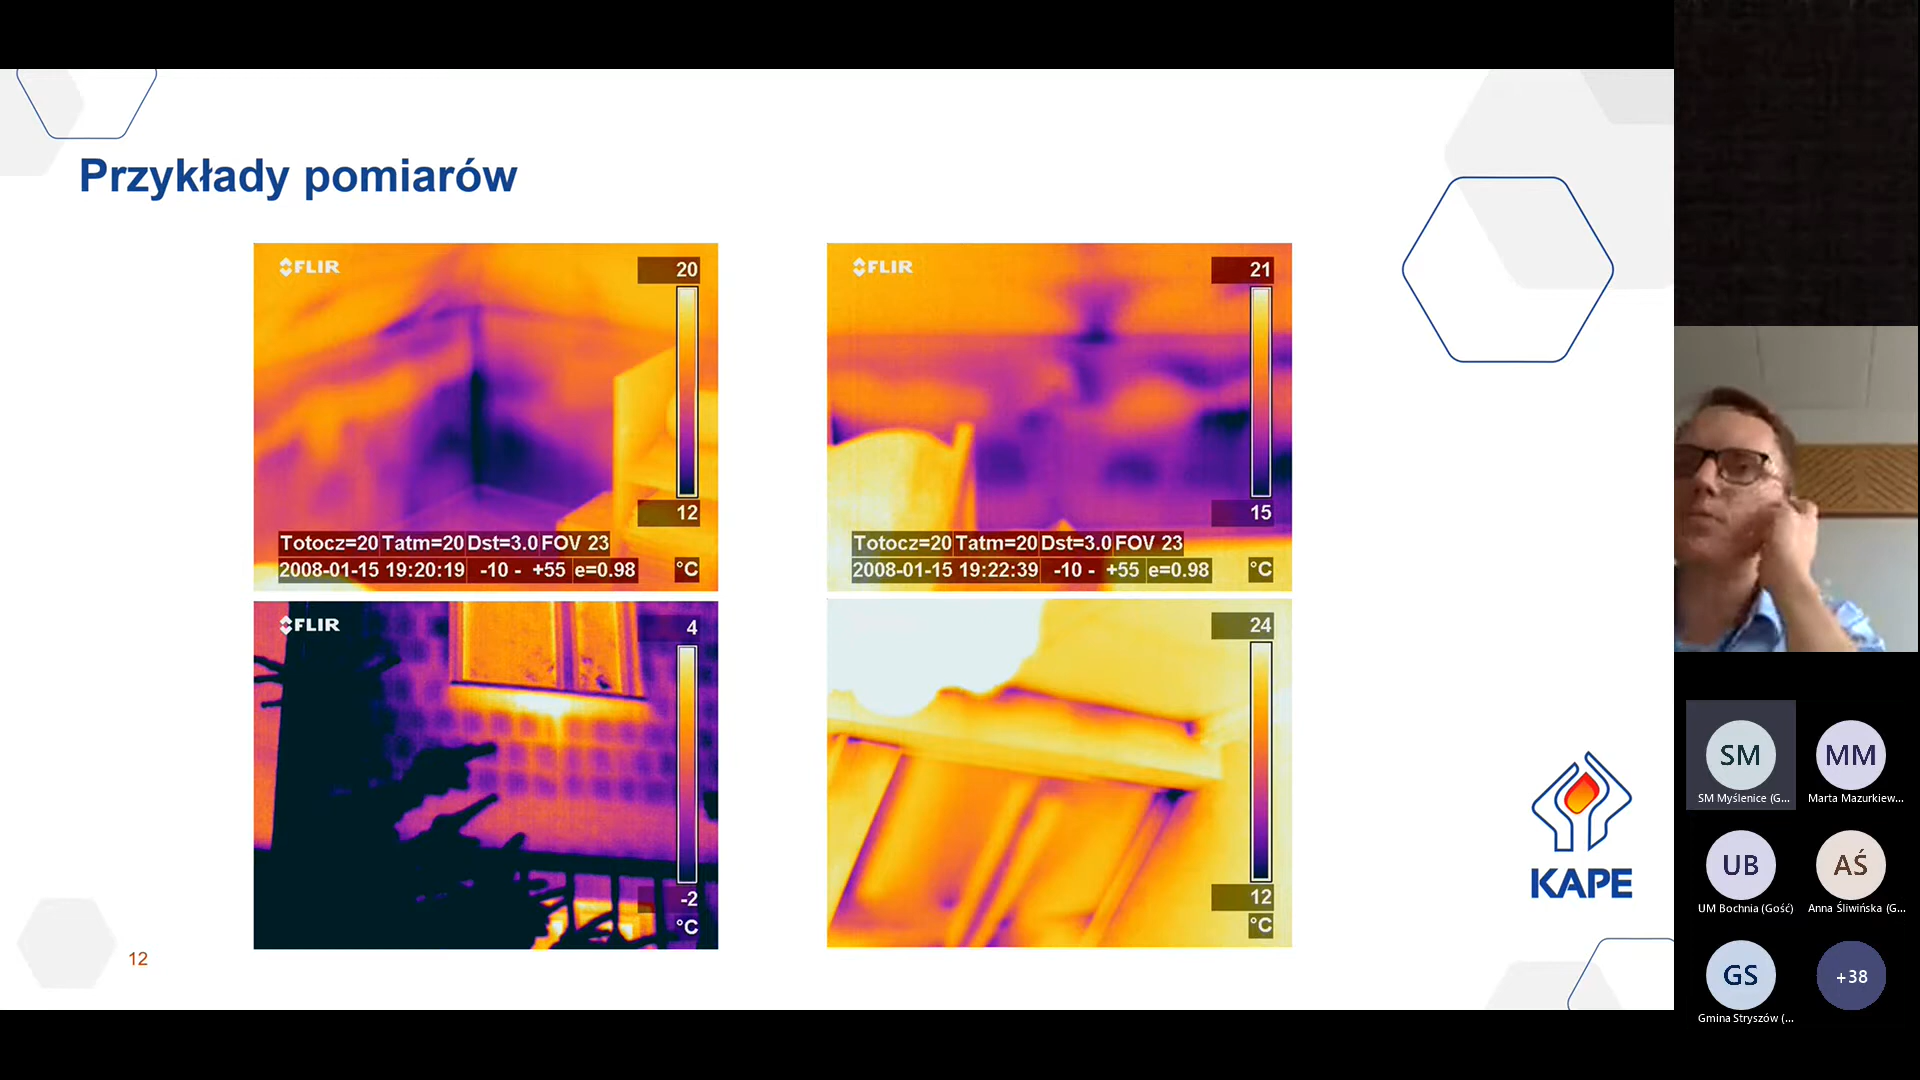 Przykłady pomiarów
FLIR
20
12
Totocz=20 Tatm=20 Dst=3.0 FOV 23
2008-01-15 19:20:19 -10 - +55 e=0.98 °C
FLIR
21
15
Totocz=20 Tatm=20 Dst=3.0 FOV 23
2008-01-15 19:22:39 -10 - +55 e=0.98 °C
FLIR
4
-2
°C
24
12
°C
KAPE
12
SM
SM Myślenice (G...
MM
Marta Mazurkiew...
UB
UM Bochnia (Gość)
AŚ
Anna Śliwińska (G...
GS
Gmina Stryszów (...
+38